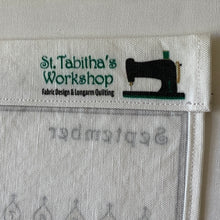 St. Tabitha's
Workshop
Fabric Design & Longarm Quilting
September